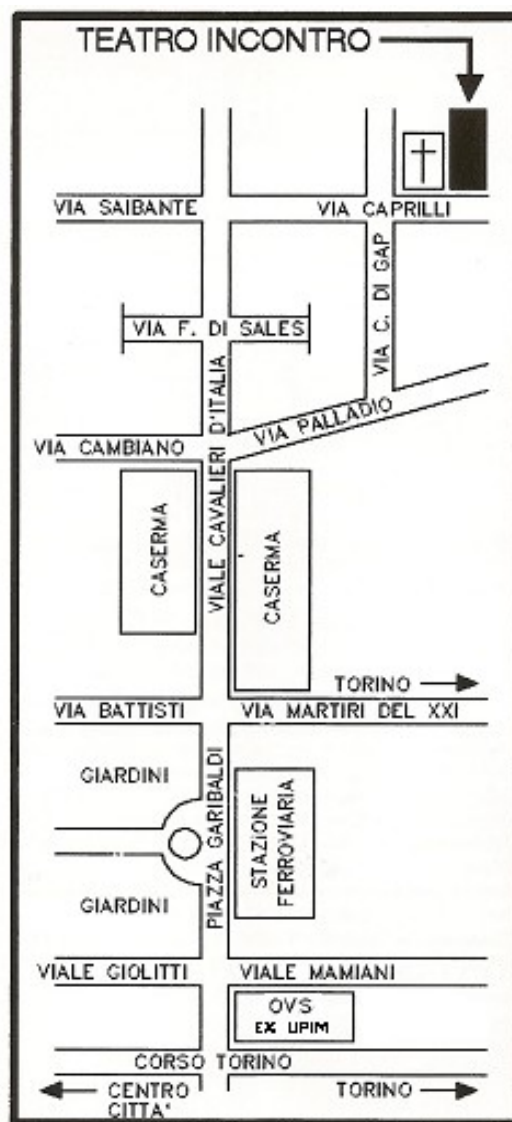 TEATRO INCONTRO
VIA SAIBANTE
VIA CAPRILLI
VIA C. DI GAP
VIA F. DI SALES
VIALE CAVALIERI D'ITALIA
VIA PALLADIO
VIA CAMBIANO
CASERMA
CASERMA
TORINO
VIA BATTISTI
VIA MARTIRI DEL XXI
GIARDINI
PIAZZA GARIBALDI
STAZIONE
FERROVIARIA
GIARDINI
VIALE GIOLITTI
VIALE MAMIANI
OVS
EX UPIM
CORSO TORINO
CENTRO
CITTA'
TORINO